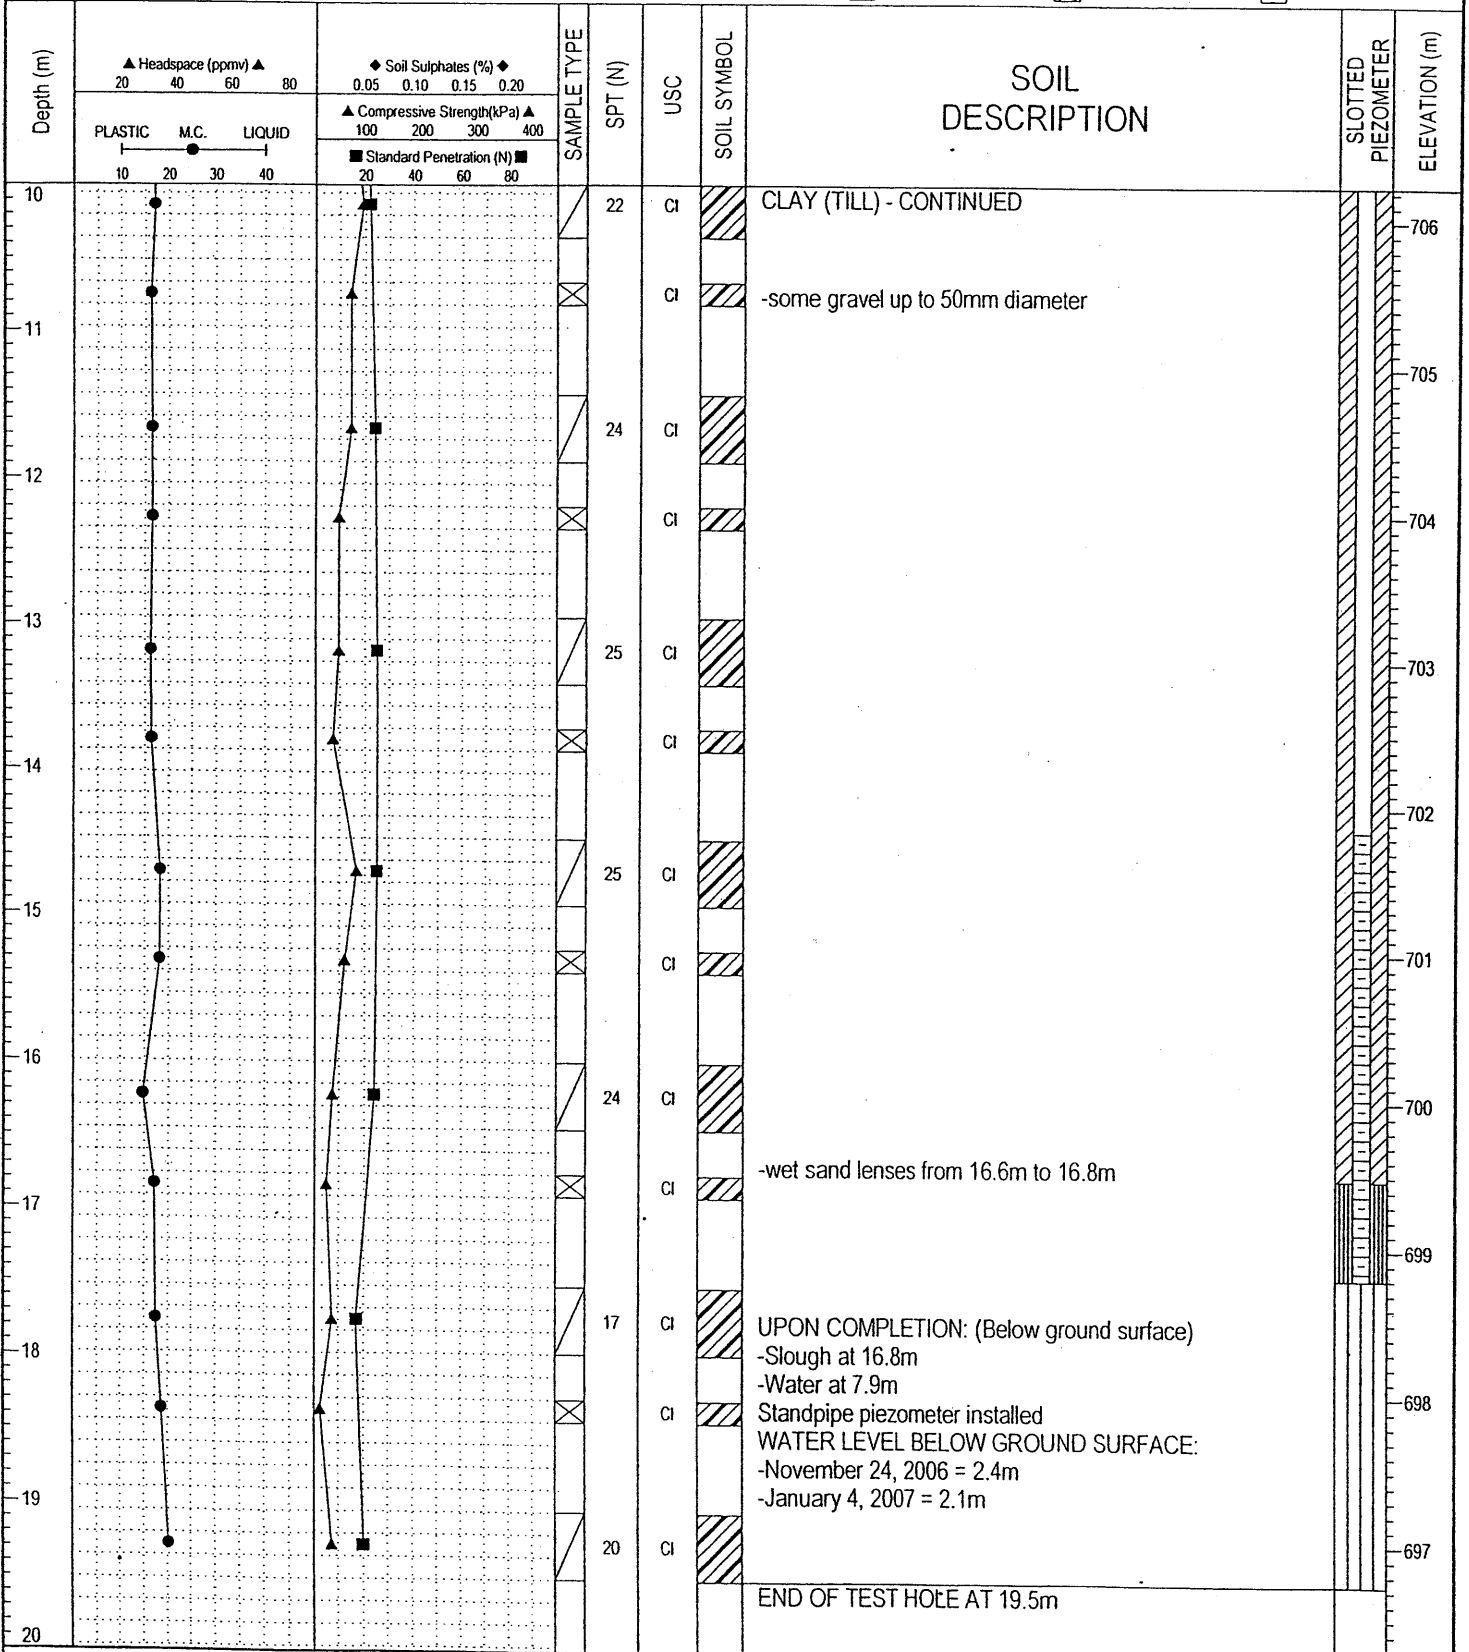 Depth (m)
▲ Headspace (ppmv) ▲
20 40 60 80
PLASTIC M.C. LIQUID
10 20 30 40
◆ Soil Sulphates (%) ◆
0.05 0.10 0.15 0.20
▲ Compressive Strength(kPa) ▲
100 200 300 400
■ Standard Penetration (N) ■
20 40 60 80
SAMPLE TYPE
SPT (N)
USC
SOIL SYMBOL
SOIL
DESCRIPTION
SLOTTED
PIEZOMETER
ELEVATION (m)
10
22 CI CLAY (TILL) - CONTINUED
706
CI -some gravel up to 50mm diameter
11
705
24 CI
12
CI
704
13
25 CI
703
CI
14
702
25 CI
15
CI
701
16
24 CI
700
-wet sand lenses from 16.6m to 16.8m
CI
17
699
17 CI
UPON COMPLETION: (Below ground surface)
18
-Slough at 16.8m
-Water at 7.9m
698
CI Standpipe piezometer installed
WATER LEVEL BELOW GROUND SURFACE:
-November 24, 2006 = 2.4m
19
-January 4, 2007 = 2.1m
20 CI
697
END OF TEST HOLE AT 19.5m
20